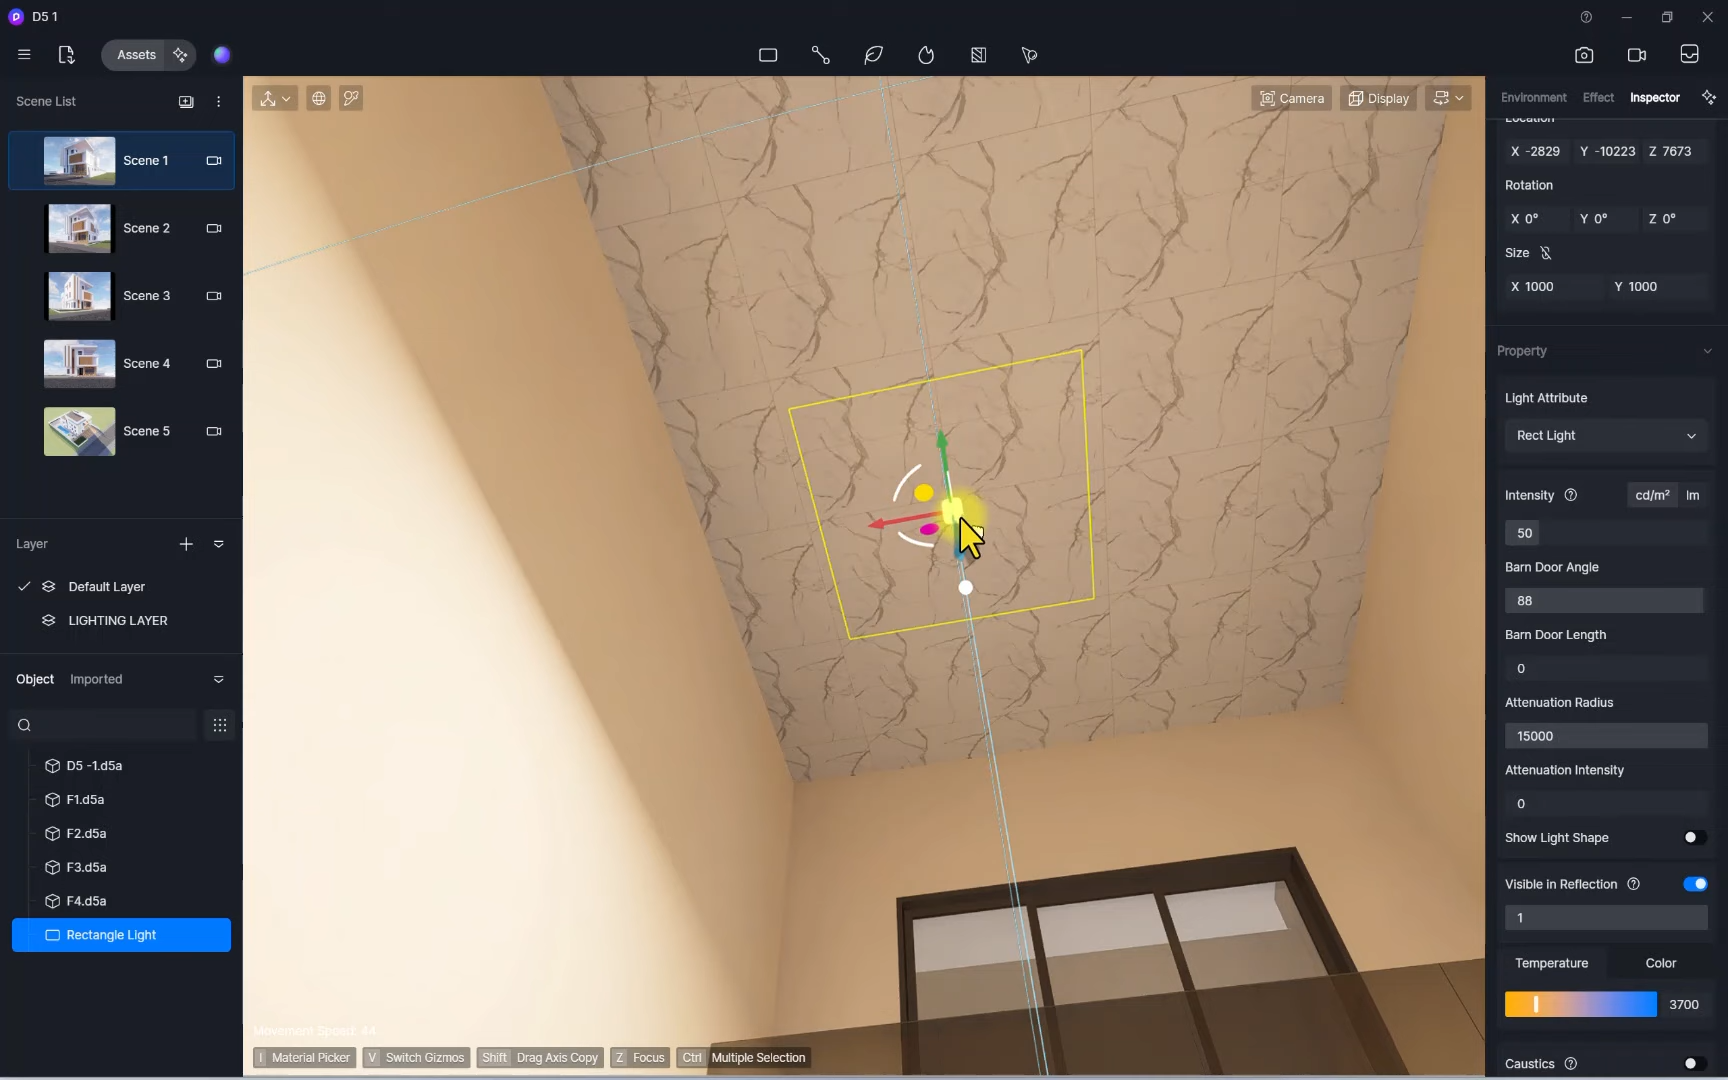 D5 1
Assets
Scene List
Scene 1
Scene 2
Scene 3
Scene 4
Scene 5
Layer
Default Layer
LIGHTING LAYER
Object Imported
D5 -1.d5a
F1.d5a
F2.d5a
F3.d5a
F4.d5a
Rectangle Light
Camera Display
Movement Speed: 44
I Material Picker V Switch Gizmos Shift Drag Axis Copy Z Focus Ctrl Multiple Selection
Environment Effect Inspector
Location
X -2829 Y -10223 Z 7673
Rotation
X 0° Y 0° Z 0°
Size
X 1000 Y 1000
Property
Light Attribute
Rect Light
Intensity cd/m² lm
50
Barn Door Angle
88
Barn Door Length
0
Attenuation Radius
15000
Attenuation Intensity
0
Show Light Shape
Visible in Reflection
1
Temperature Color
3700
Caustics